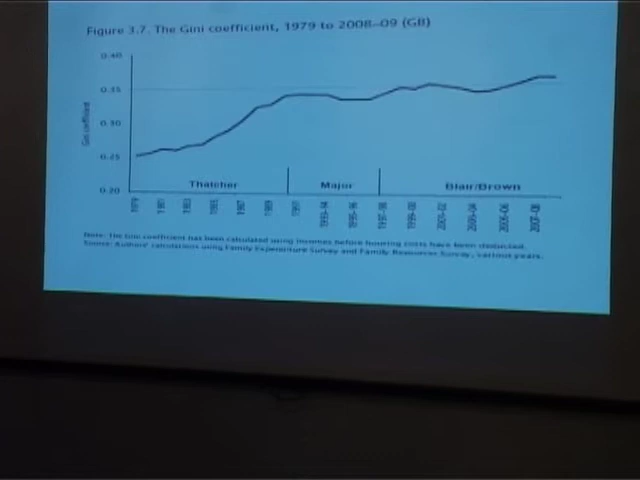 Figure 3.7. The Gini coefficient, 1979 to 2008–09 (GB)
0.40
0.35
0.30
0.25
0.20
Gini coefficient
Thatcher
Major
Blair/Brown
1979
1981
1983
1985
1987
1989
1991
1993–94
1995–96
1997–98
1999–00
2001–02
2003–04
2005–06
2007–08
Note: The Gini coefficient has been calculated using incomes before housing costs have been deducted.
Source: Authors' calculations using Family Expenditure Survey and Family Resources Survey, various years.